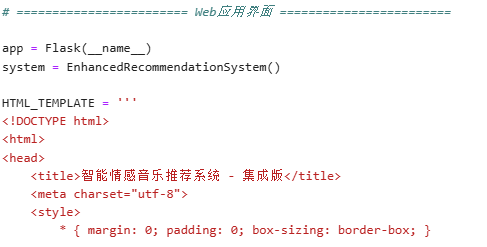 # ======================== Web应用界面 ========================
app = Flask(__name__)
system = EnhancedRecommendationSystem()
HTML_TEMPLATE = '''
<!DOCTYPE html>
<html>
<head>
    <title>智能情感音乐推荐系统 - 集成版</title>
    <meta charset="utf-8">
    <style>
        * { margin: 0; padding: 0; box-sizing: border-box; }